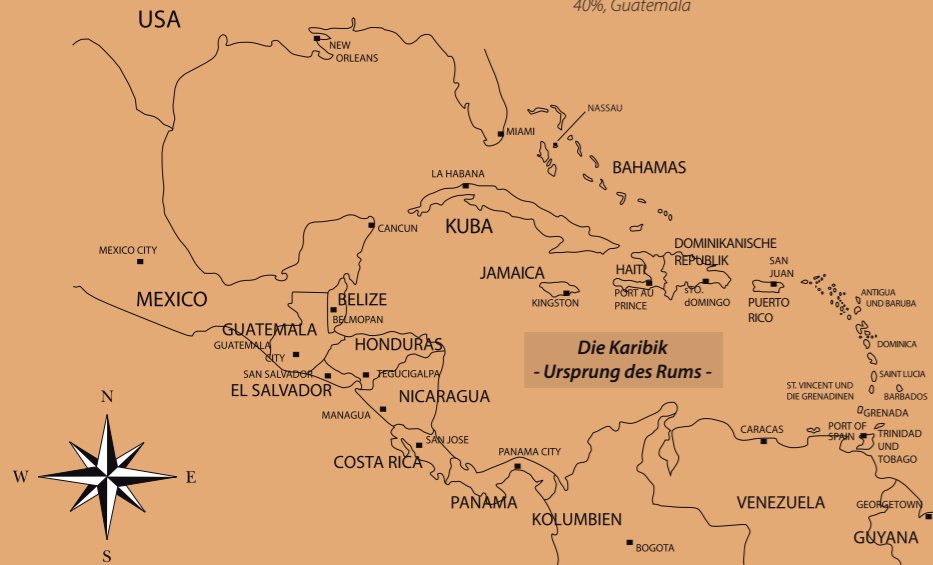 40%, Guatemala
USA
NEW
ORLEANS
NASSAU
MIAMI
BAHAMAS
LA HABANA
KUBA
CANCUN
MEXICO CITY
MEXICO
DOMINIKANISCHE
REPUBLIK
SAN
JUAN
HAITI
JAMAICA
KINGSTON
PORT AU
PRINCE
sTO.
dOMINGO
PUERTO
RICO
ANTIGUA
UND BARUBA
BELIZE
BELMOPAN
GUATEMALA
GUATEMALA
CITY
HONDURAS
DOMINICA
Die Karibik
- Ursprung des Rums -
SAN SALVADOR
TEGUCIGALPA
EL SALVADOR
NICARAGUA
SAINT LUCIA
ST. VINCENT UND
DIE GRENADINEN
BARBADOS
MANAGUA
GRENADA
N
W
E
S
SAN JOSE
COSTA RICA
PANAMA CITY
CARACAS
PORT OF
SPAIN
TRINIDAD
UND
TOBAGO
PANAMA
KOLUMBIEN
VENEZUELA
GEORGETOWN
GUYANA
BOGOTA